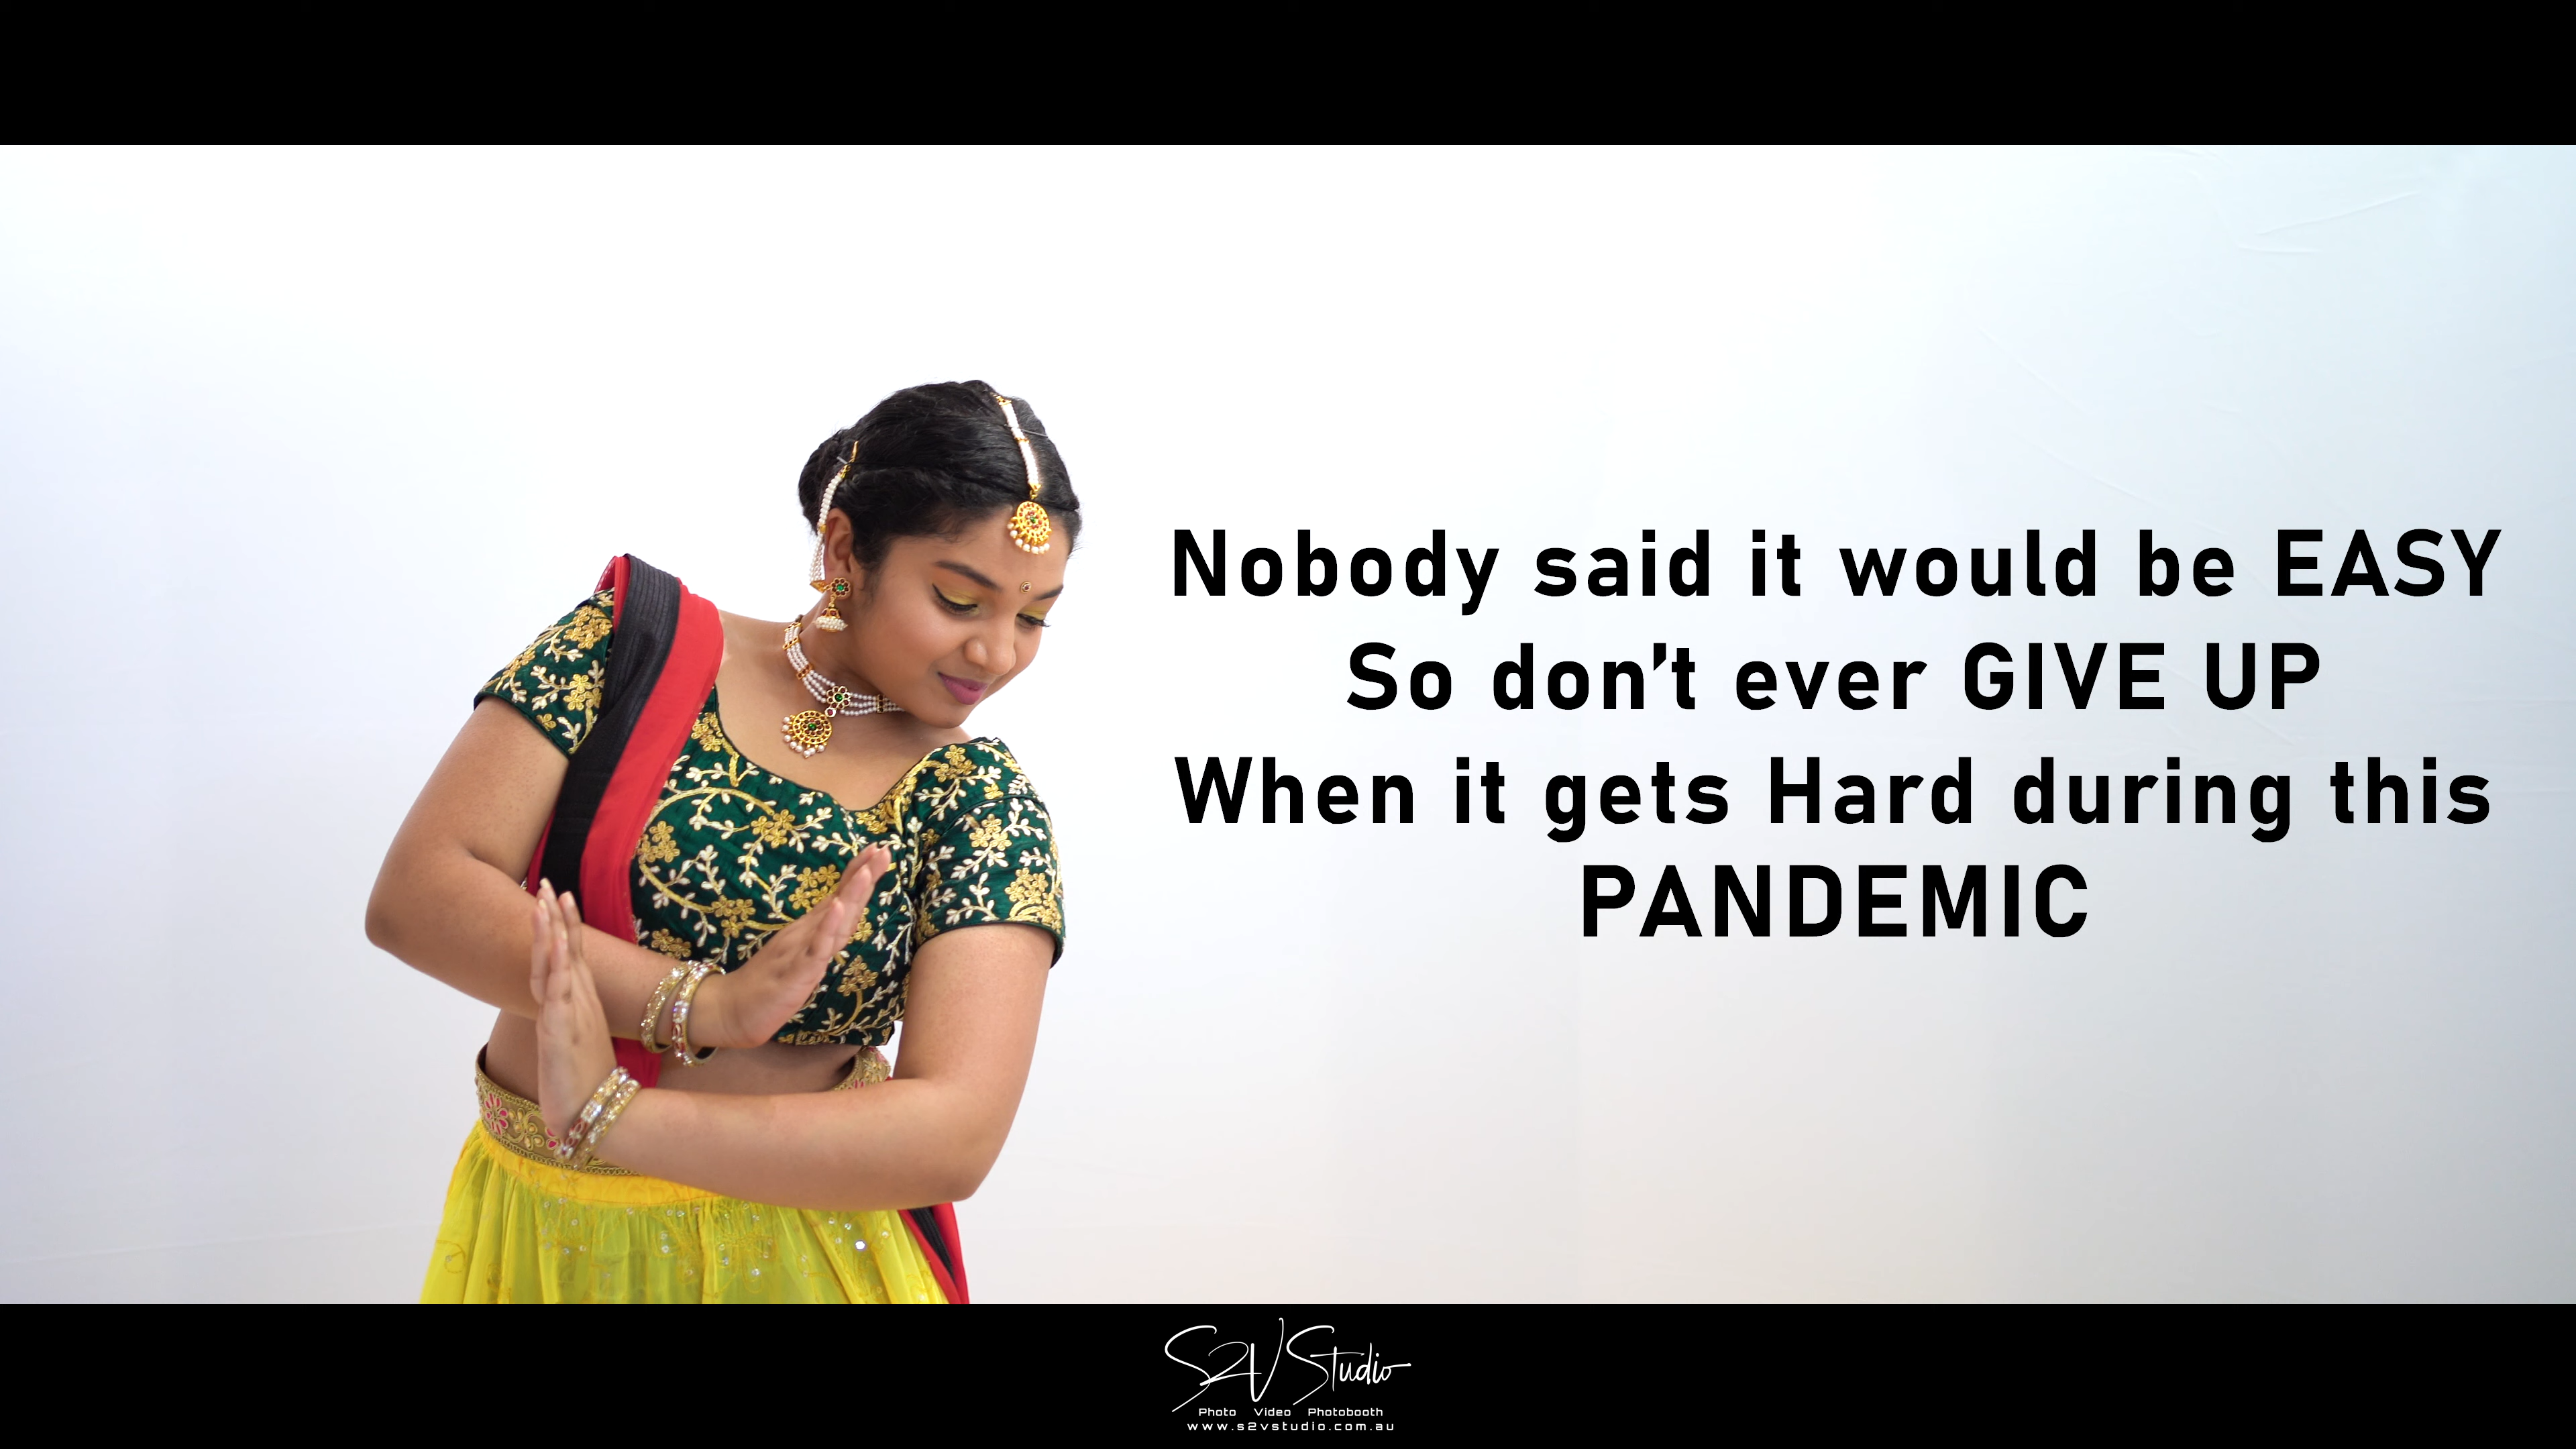 Nobody said it would be EASY
So don't ever GIVE UP
When it gets Hard during this
PANDEMIC
S2V Studio
Photo Video Photobooth
www.s2vstudio.com.au